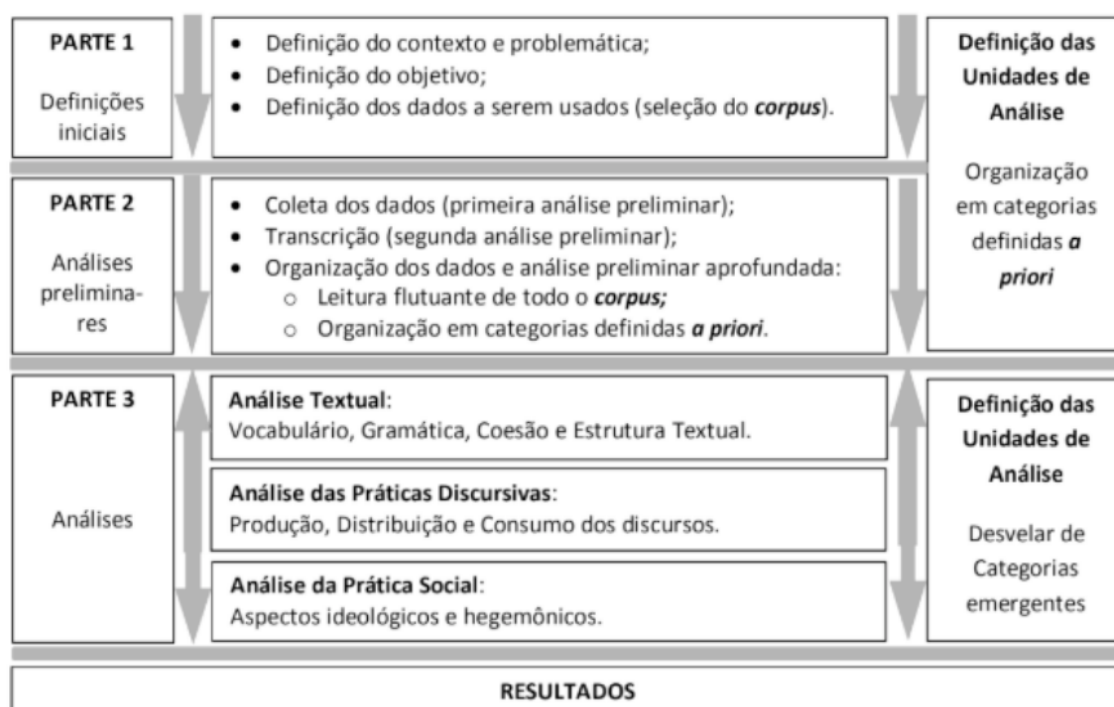 PARTE 1
Definições
iniciais
• Definição do contexto e problemática;
• Definição do objetivo;
• Definição dos dados a serem usados (seleção do corpus).
Definição das
Unidades de
Análise
Organização
em categorias
definidas a
priori
PARTE 2
Análises
prelimina-
res
• Coleta dos dados (primeira análise preliminar);
• Transcrição (segunda análise preliminar);
• Organização dos dados e análise preliminar aprofundada:
○ Leitura flutuante de todo o corpus;
○ Organização em categorias definidas a priori.
PARTE 3
Análises
Análise Textual:
Vocabulário, Gramática, Coesão e Estrutura Textual.
Análise das Práticas Discursivas:
Produção, Distribuição e Consumo dos discursos.
Análise da Prática Social:
Aspectos ideológicos e hegemônicos.
Definição das
Unidades de
Análise
Desvelar de
Categorias
emergentes
RESULTADOS